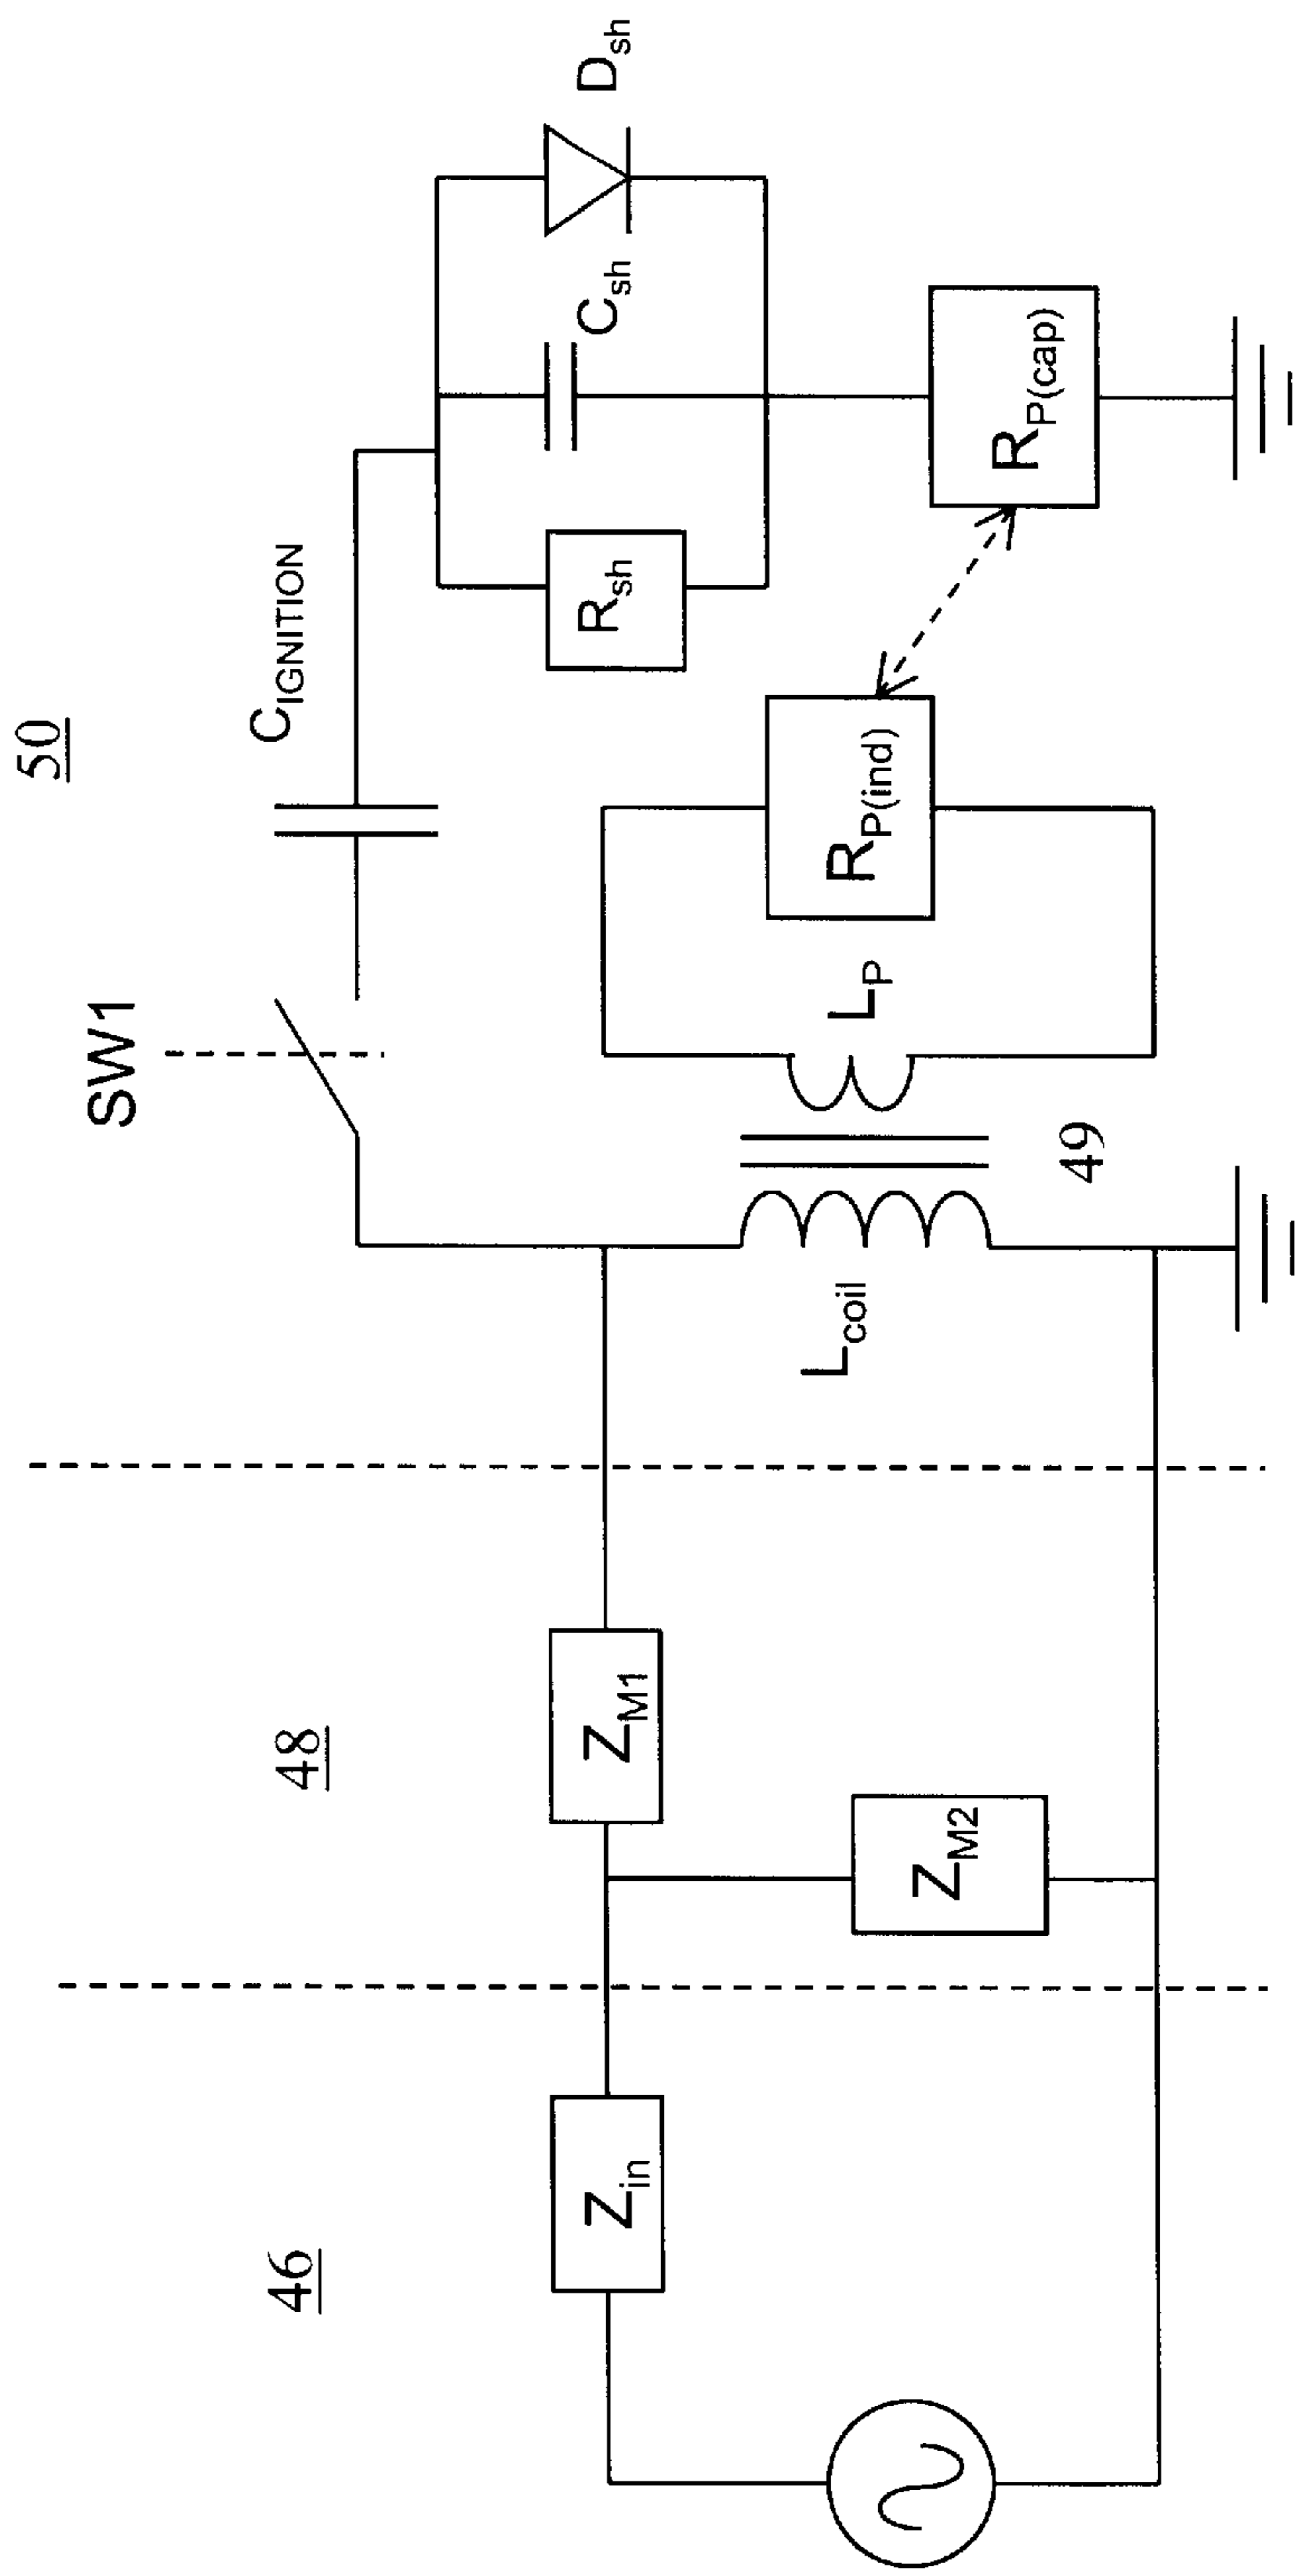 50
SW1
C_IGNITION
46
48
Z_in
Z_M1
Z_M2
L_coil
49
L_P
R_P(ind)
R_sh
C_sh
D_sh
R_P(cap)